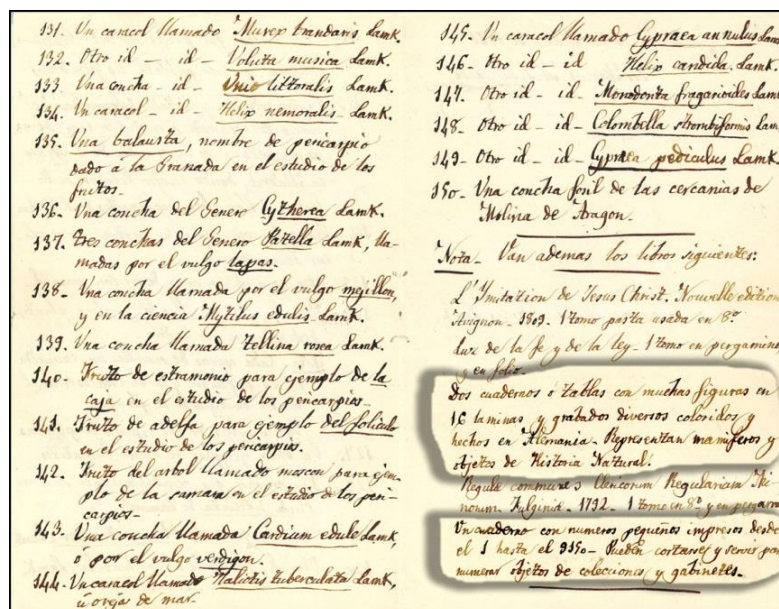 131. Un caracol llamado Murex brandaris Lamk.
132. Otro id - id - Voluta musica Lamk.
133 Una concha - id - Unio littoralis Lamk.
134. Un caracol - id - Helix nemoralis Lamk.
135. Una balausta, nombre de pericarpio
dado á la Granada en el estudio de los
frutos.
136. Una concha del Genero Cytherea Lamk.
137. tres conchas del Genero Patella Lamk, lla-
madas por el vulgo lapas.
138. Una concha llamada por el vulgo mejillon,
y en la ciencia Mytilus edulis Lamk.
139. Una concha llamada tellina rosea Lamk.
140. Fruto de estramonio para ejemplo de la
caja en el estudio de los pericarpios.
141. Fruto de adelfa para ejemplo del foliculo
en el estudio de los pericarpios.
142. Fruto del arbol llamado moscon para ejem-
plo de la samara en el estudio de los peri-
carpios-
143. Una concha llamada Cardium edule Lamk,
ó por el vulgo verdigon.
144. Un caracol llamado Haliotis tuberculata Lamk,
ú orejas de mar.
145. Un caracol llamado Cypraea annulus Lamk
146. Otro id - id Helix candida Lamk.
147. Otro id - id - Monodonta fragarioides Lamk
148. Otro id - id - Colombella strombiformis Lamk
149. Otro id - id - Cypraea pediculus Lamk.
150- Una concha fosil de las cercanias de
Molina de Aragon.
Nota - Van ademas los libros siguientes:
L'Ymitation de Jesus Christ. Nouvelle edition
Avignon - 1809. 1 tomo pasta usada en 8º
Luz de la fe y de la ley - 1 tomo en pergamino
y en folio.
Dos cuadernos ó tablas con muchas figuras en
16 laminas y grabados diversos coloridos y
hechos en Alemania - Representan mamiferos y
objetos de Historia Natural.
Regulæ communes Regularium Mi-
norum. Fulginiæ - 1792 - 1 tomo en 8º y en pergam
Un cuaderno con numeros pequeños impresos desde
el 1 hasta el 9150 - Pueden cortarse y servir para
numerar objetos de colecciones y gabinetes.